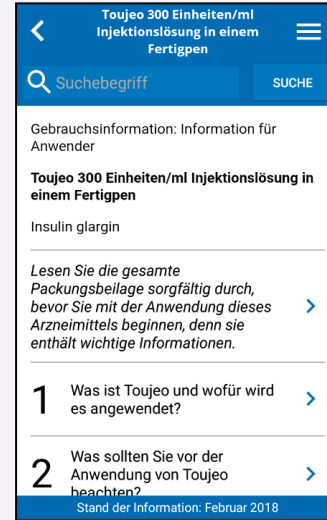 Toujeo 300 Einheiten/ml
Injektionslösung in einem
Fertigpen
Suchebegriff
SUCHE
Gebrauchsinformation: Information für
Anwender
Toujeo 300 Einheiten/ml Injektionslösung in
einem Fertigpen
Insulin glargin
Lesen Sie die gesamte
Packungsbeilage sorgfältig durch,
bevor Sie mit der Anwendung dieses
Arzneimittels beginnen, denn sie
enthält wichtige Informationen.
1 Was ist Toujeo und wofür wird
es angewendet?
2 Was sollten Sie vor der
Anwendung von Toujeo
beachten?
Stand der Information: Februar 2018